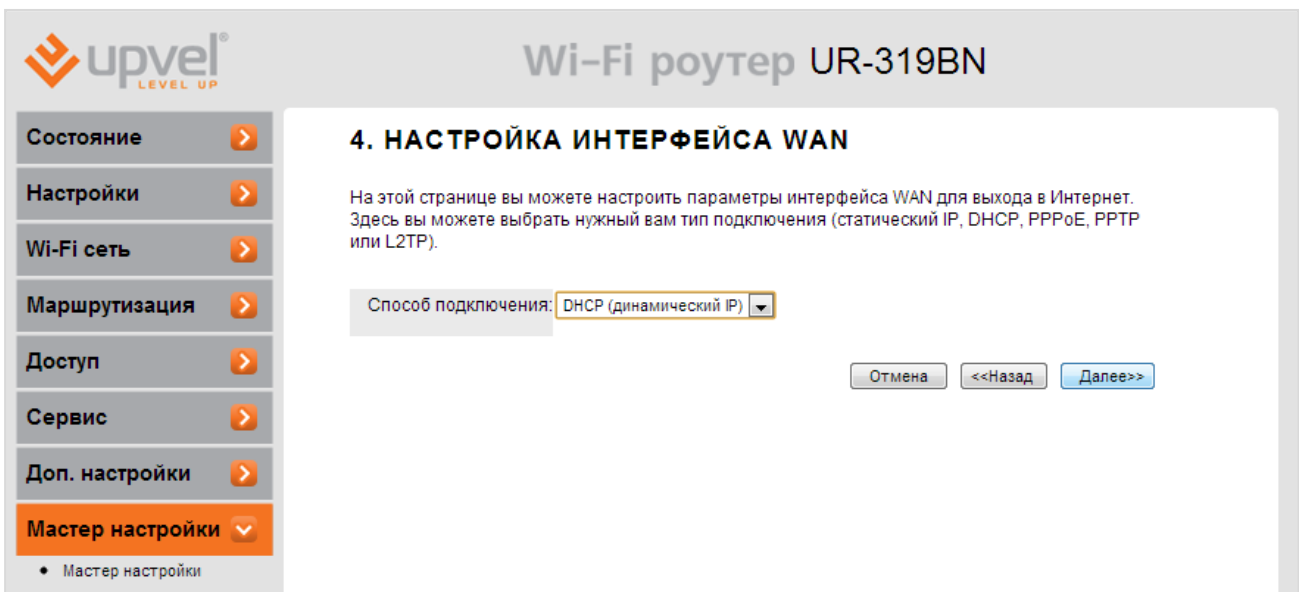 upvel®
LEVEL UP
Wi-Fi роутер UR-319BN
Состояние
Настройки
Wi-Fi сеть
Маршрутизация
Доступ
Сервис
Доп. настройки
Мастер настройки
• Мастер настройки
4. НАСТРОЙКА ИНТЕРФЕЙСА WAN
На этой странице вы можете настроить параметры интерфейса WAN для выхода в Интернет.
Здесь вы можете выбрать нужный вам тип подключения (статический IP, DHCP, PPPoE, PPTP
или L2TP).
Способ подключения: DHCP (динамический IP)
Отмена <<Назад Далее>>